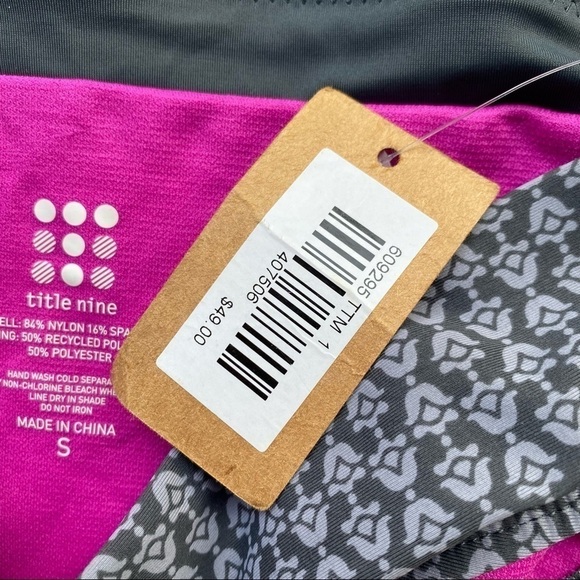 title nine
ELL: 84% NYLON 16% SPA
ING: 50% RECYCLED POL
50% POLYESTER
HAND WASH COLD SEPARA
NON-CHLORINE BLEACH WH
LINE DRY IN SHADE
DO NOT IRON
MADE IN CHINA
S
609295 TTM 1
407506
$49.00